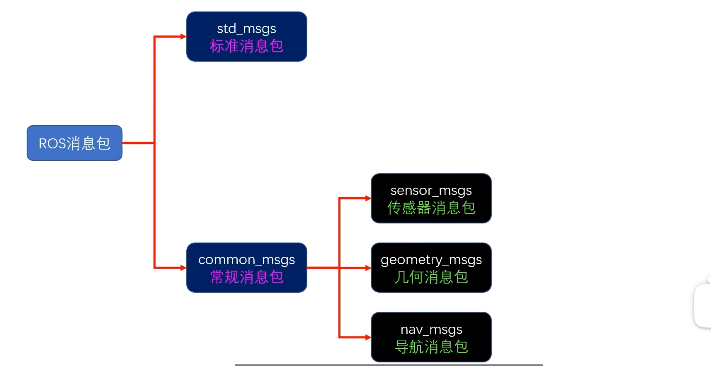 std_msgs
标准消息包
ROS消息包
sensor_msgs
传感器消息包
common_msgs
常规消息包
geometry_msgs
几何消息包
nav_msgs
导航消息包